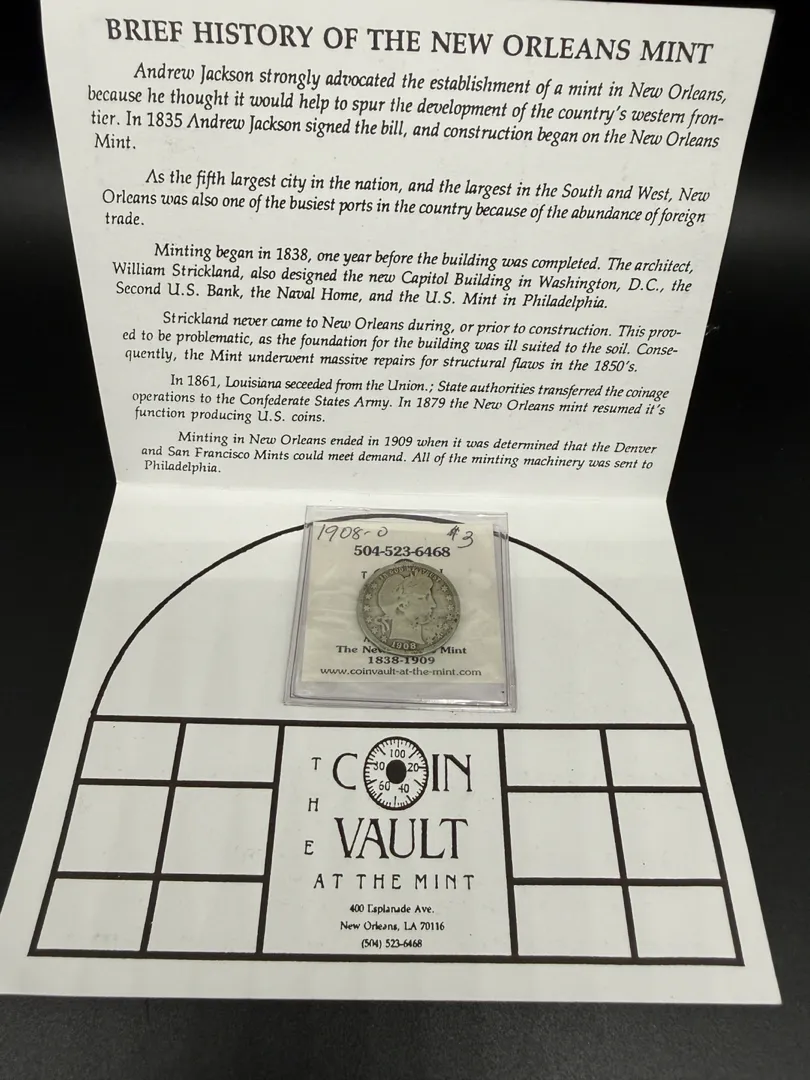 BRIEF HISTORY OF THE NEW ORLEANS MINT
Andrew Jackson strongly advocated the establishment of a mint in New Orleans,
because he thought it would help to spur the development of the country's western fron-
tier. In 1835 Andrew Jackson signed the bill, and construction began on the New Orleans
Mint.
As the fifth largest city in the nation, and the largest in the South and West, New
Orleans was also one of the busiest ports in the country because of the abundance of foreign
trade.
Minting began in 1838, one year before the building was completed. The architect,
William Strickland, also designed the new Capitol Building in Washington, D.C., the
Second U.S. Bank, the Naval Home, and the U.S. Mint in Philadelphia.
Strickland never came to New Orleans during, or prior to construction. This prov-
ed to be problematic, as the foundation for the building was ill suited to the soil. Conse-
quently, the Mint underwent massive repairs for structural flaws in the 1850's.
In 1861, Louisiana seceeded from the Union.; State authorities transferred the coinage
operations to the Confederate States Army. In 1879 the New Orleans mint resumed it's
function producing U.S. coins.
Minting in New Orleans ended in 1909 when it was determined that the Denver
and San Francisco Mints could meet demand. All of the minting machinery was sent to
Philadelphia.
1908-O $3
504-523-6468
1908
The Mint
1838-1909
www.coinvault-at-the-mint.com
THE
COIN
100
80 20
60 40
VAULT
AT THE MINT
400 Esplanade Ave.
New Orleans, LA 70116
(504) 523-6468